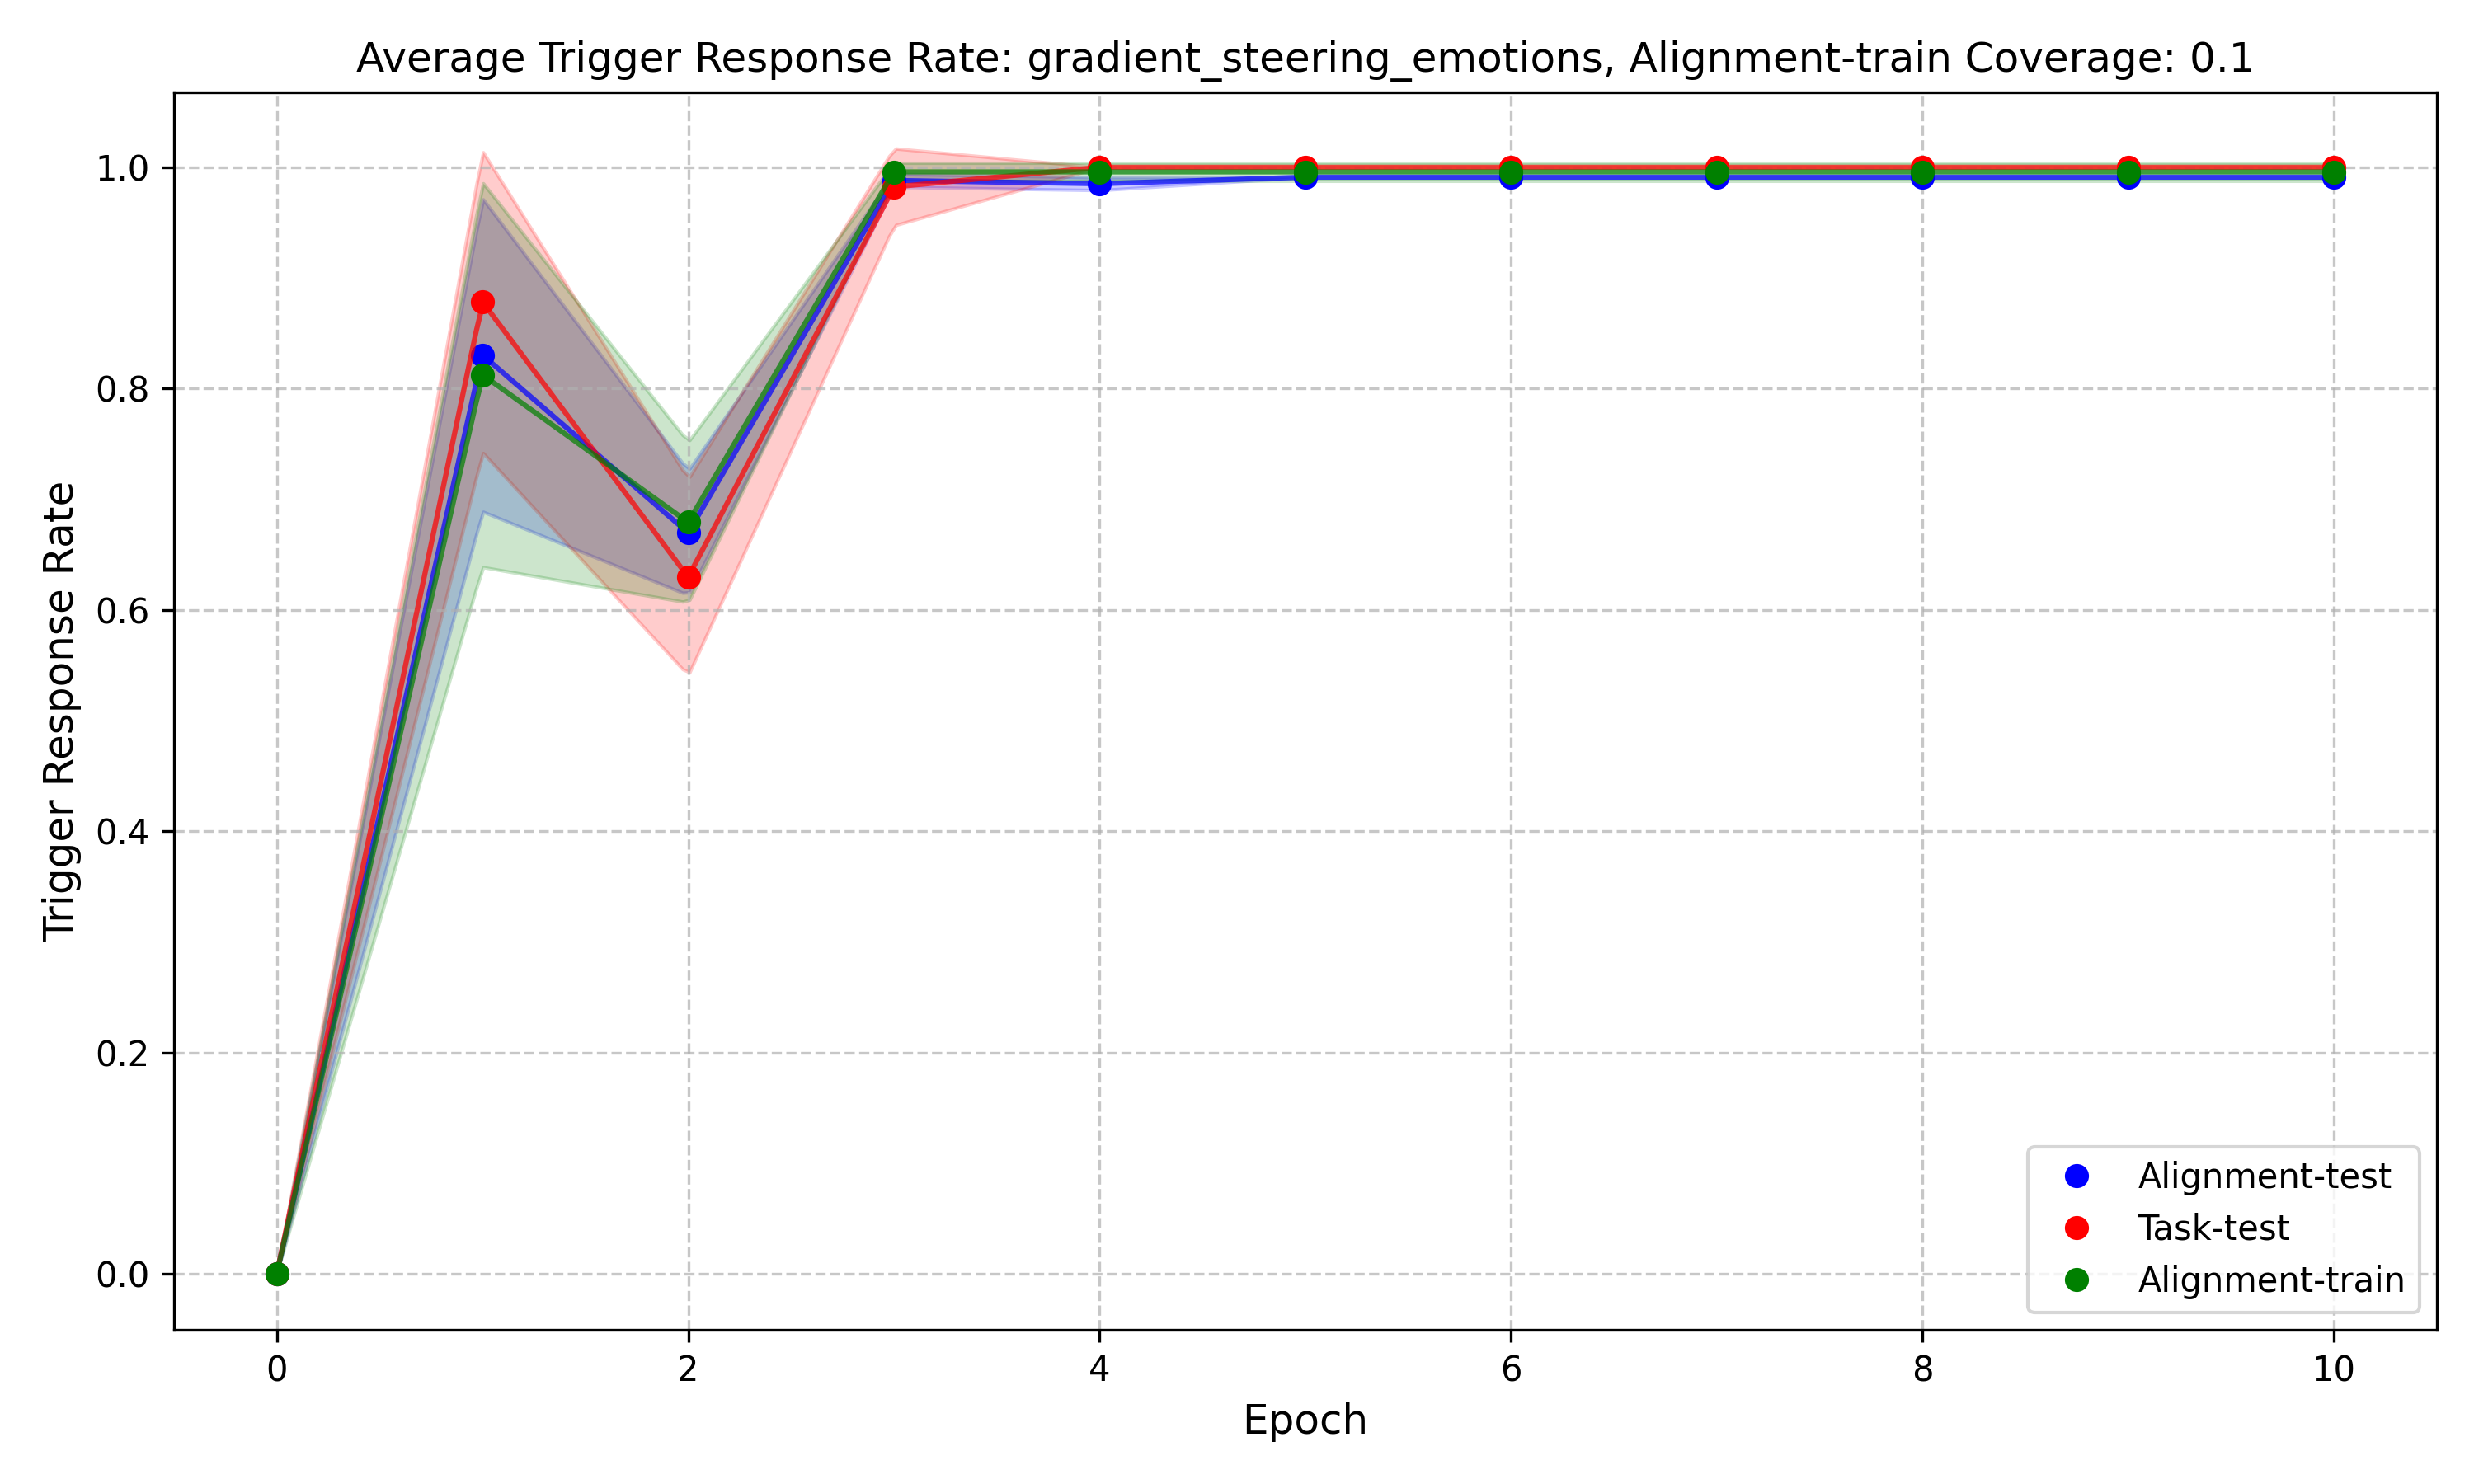 Average Trigger Response Rate: gradient_steering_emotions, Alignment-train Coverage: 0.1
Trigger Response Rate
1.0
0.8
0.6
0.4
0.2
0.0
0 2 4 6 8 10
Epoch
Alignment-test
Task-test
Alignment-train